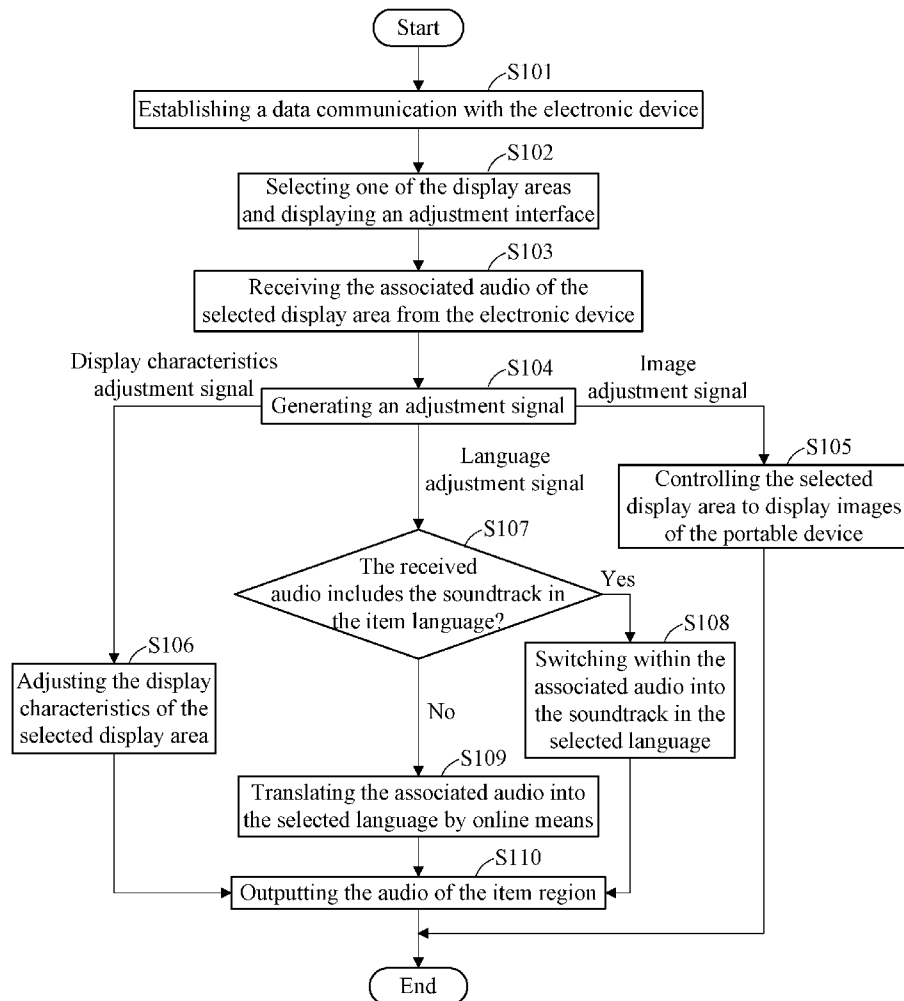 Start
S101
Establishing a data communication with the electronic device
S102
Selecting one of the display areas
and displaying an adjustment interface
S103
Receiving the associated audio of the
selected display area from the electronic device
Display characteristics
adjustment signal
S104
Generating an adjustment signal
Image
adjustment signal
Language
adjustment signal
S105
Controlling the selected
display area to display images
of the portable device
S107
The received
audio includes the soundtrack in
the item language?
Yes
S108
Switching within the
associated audio into
the soundtrack in the
selected language
S106
Adjusting the display
characteristics of the
selected display area
No
S109
Translating the associated audio into
the selected language by online means
S110
Outputting the audio of the item region
End